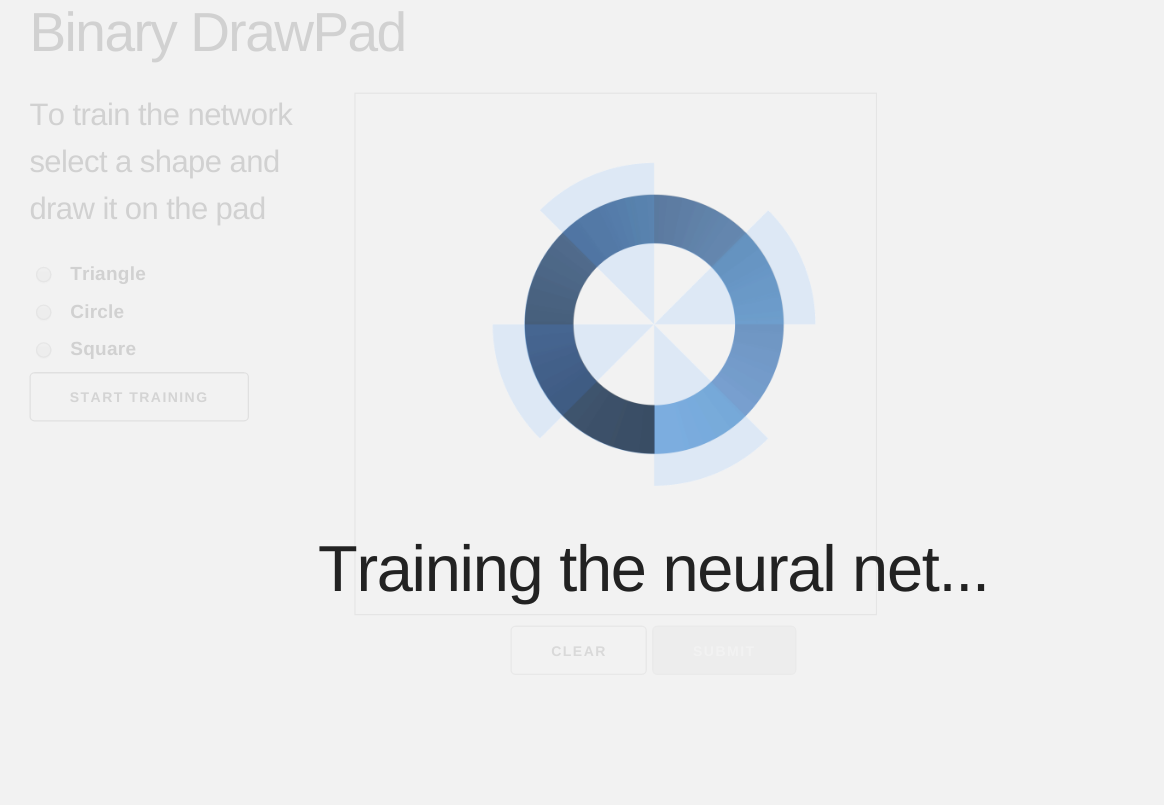 Binary DrawPad
To train the network
select a shape and
draw it on the pad
Triangle
Circle
Square
START TRAINING
Training the neural net...
CLEAR
SUBMIT